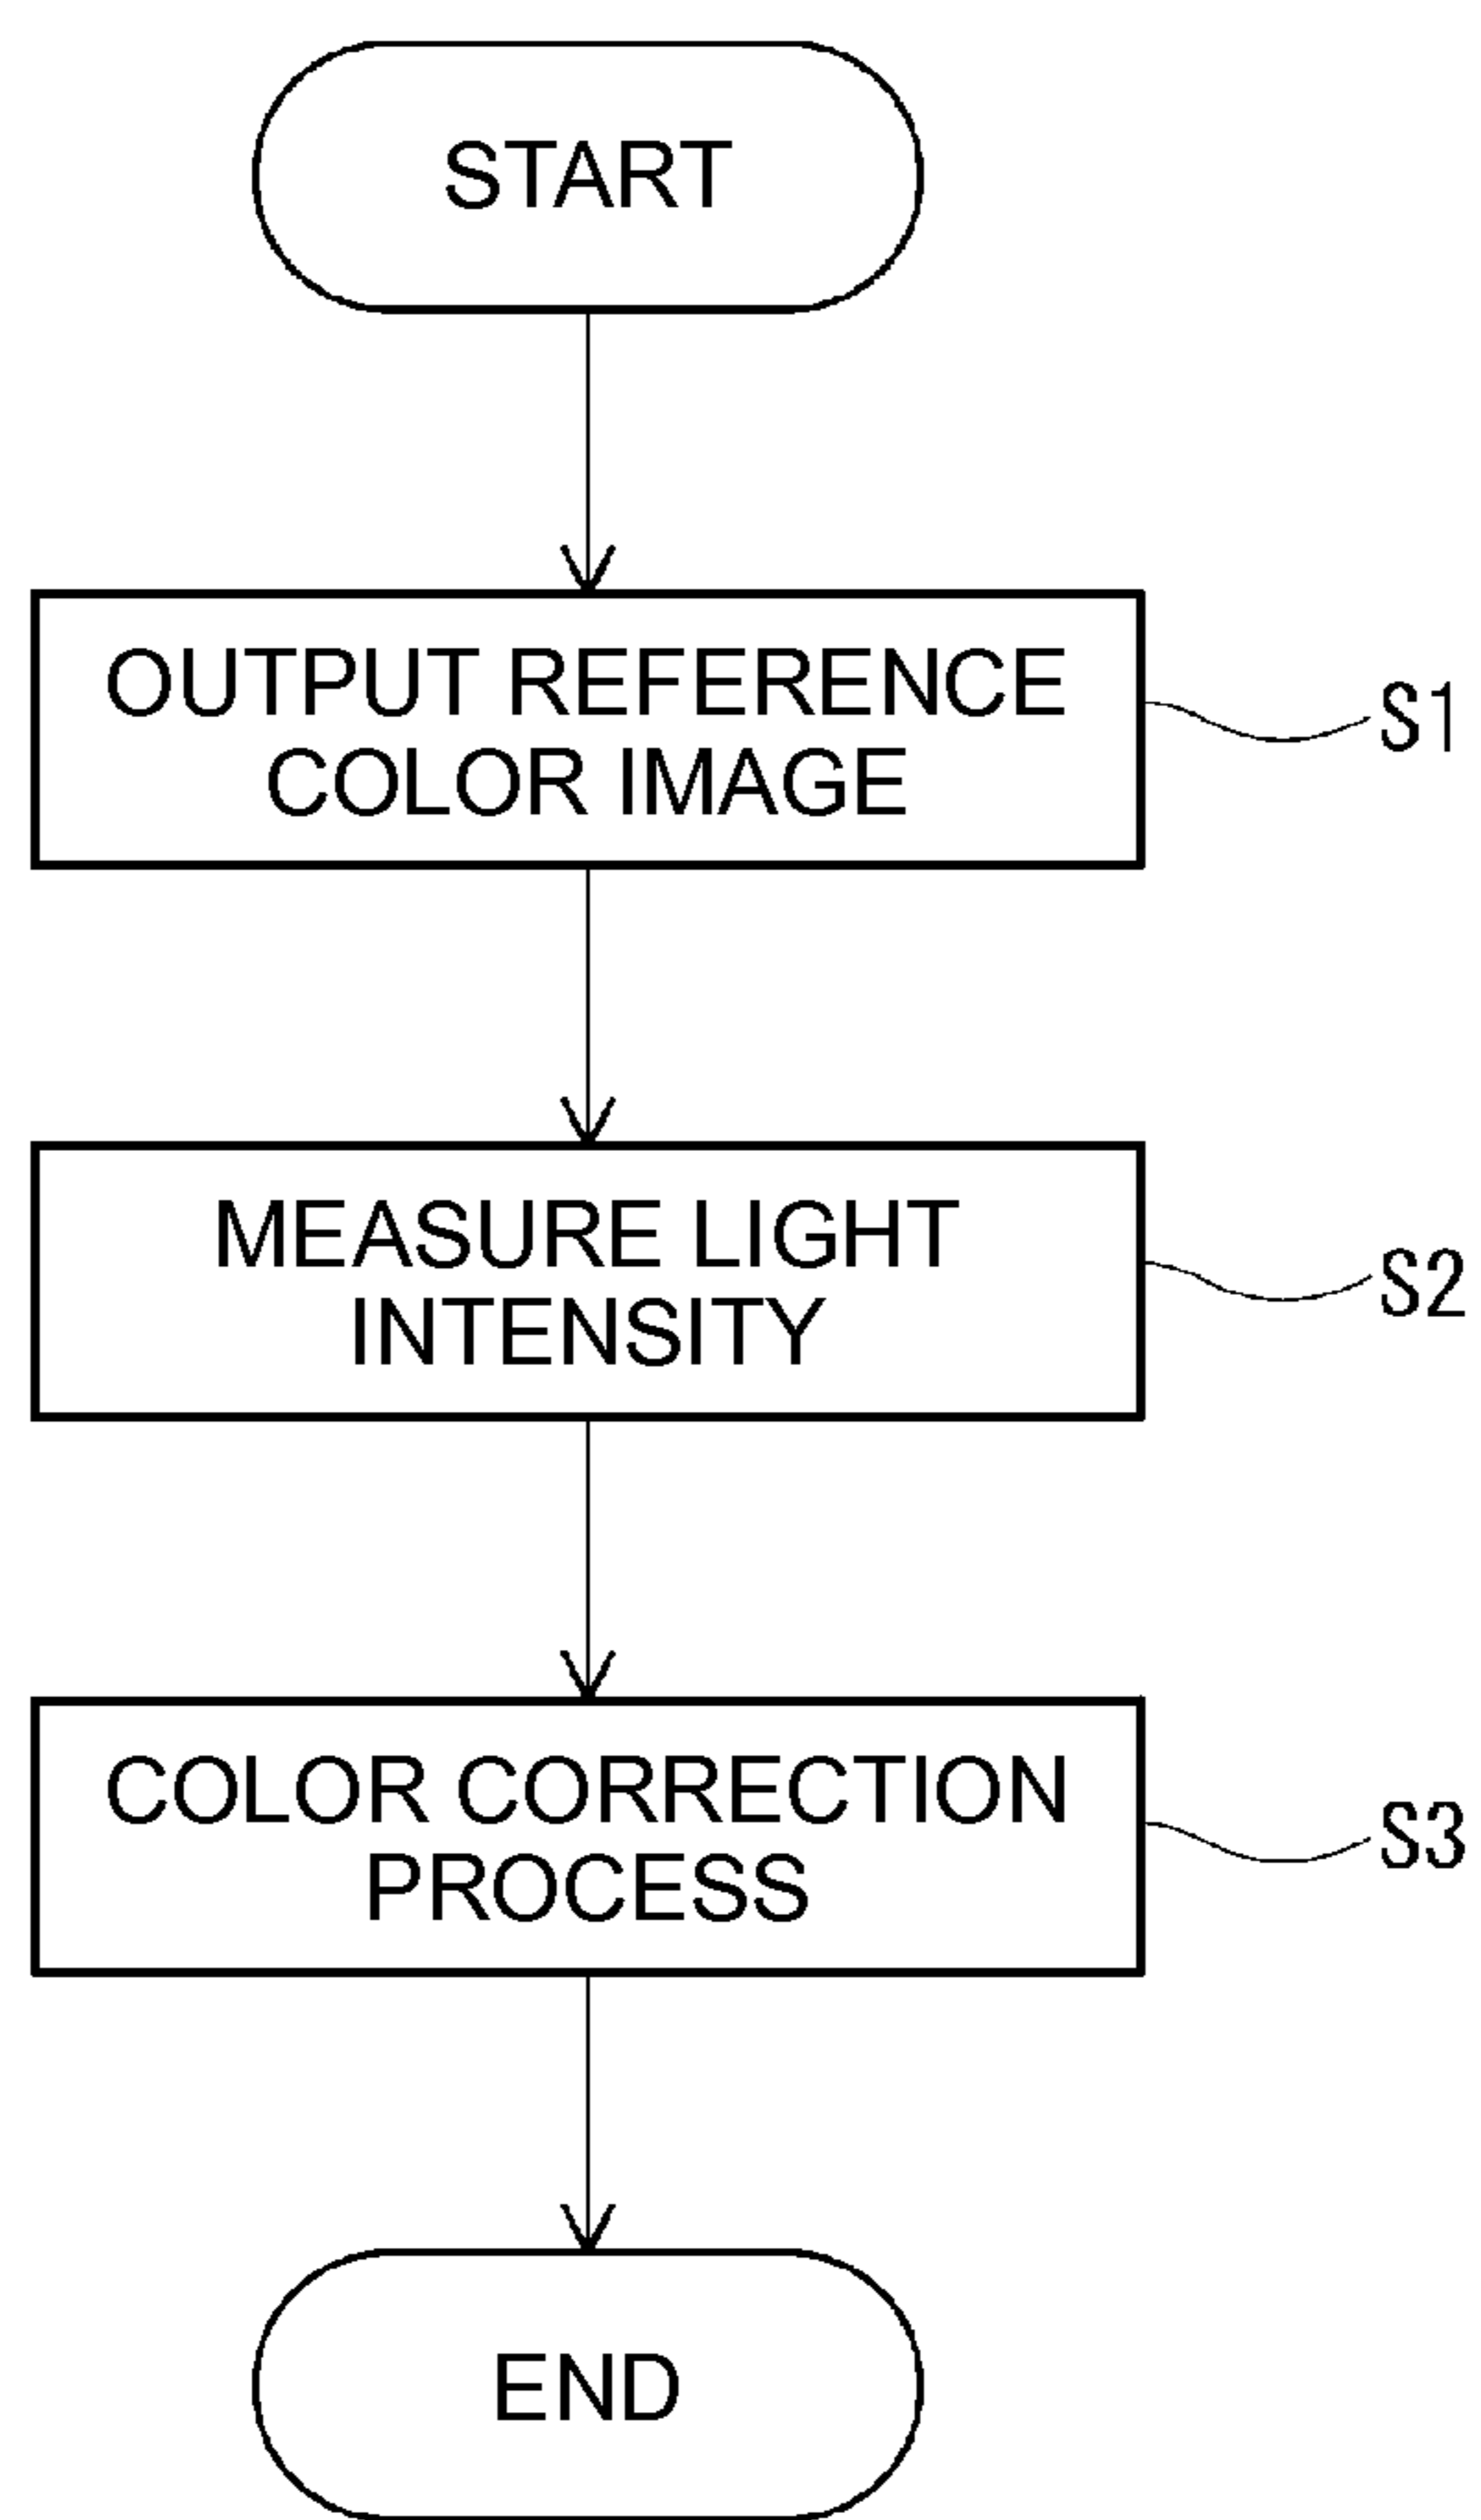 START
OUTPUT REFERENCE
COLOR IMAGE
S1
MEASURE LIGHT
INTENSITY
S2
COLOR CORRECTION
PROCESS
S3
END